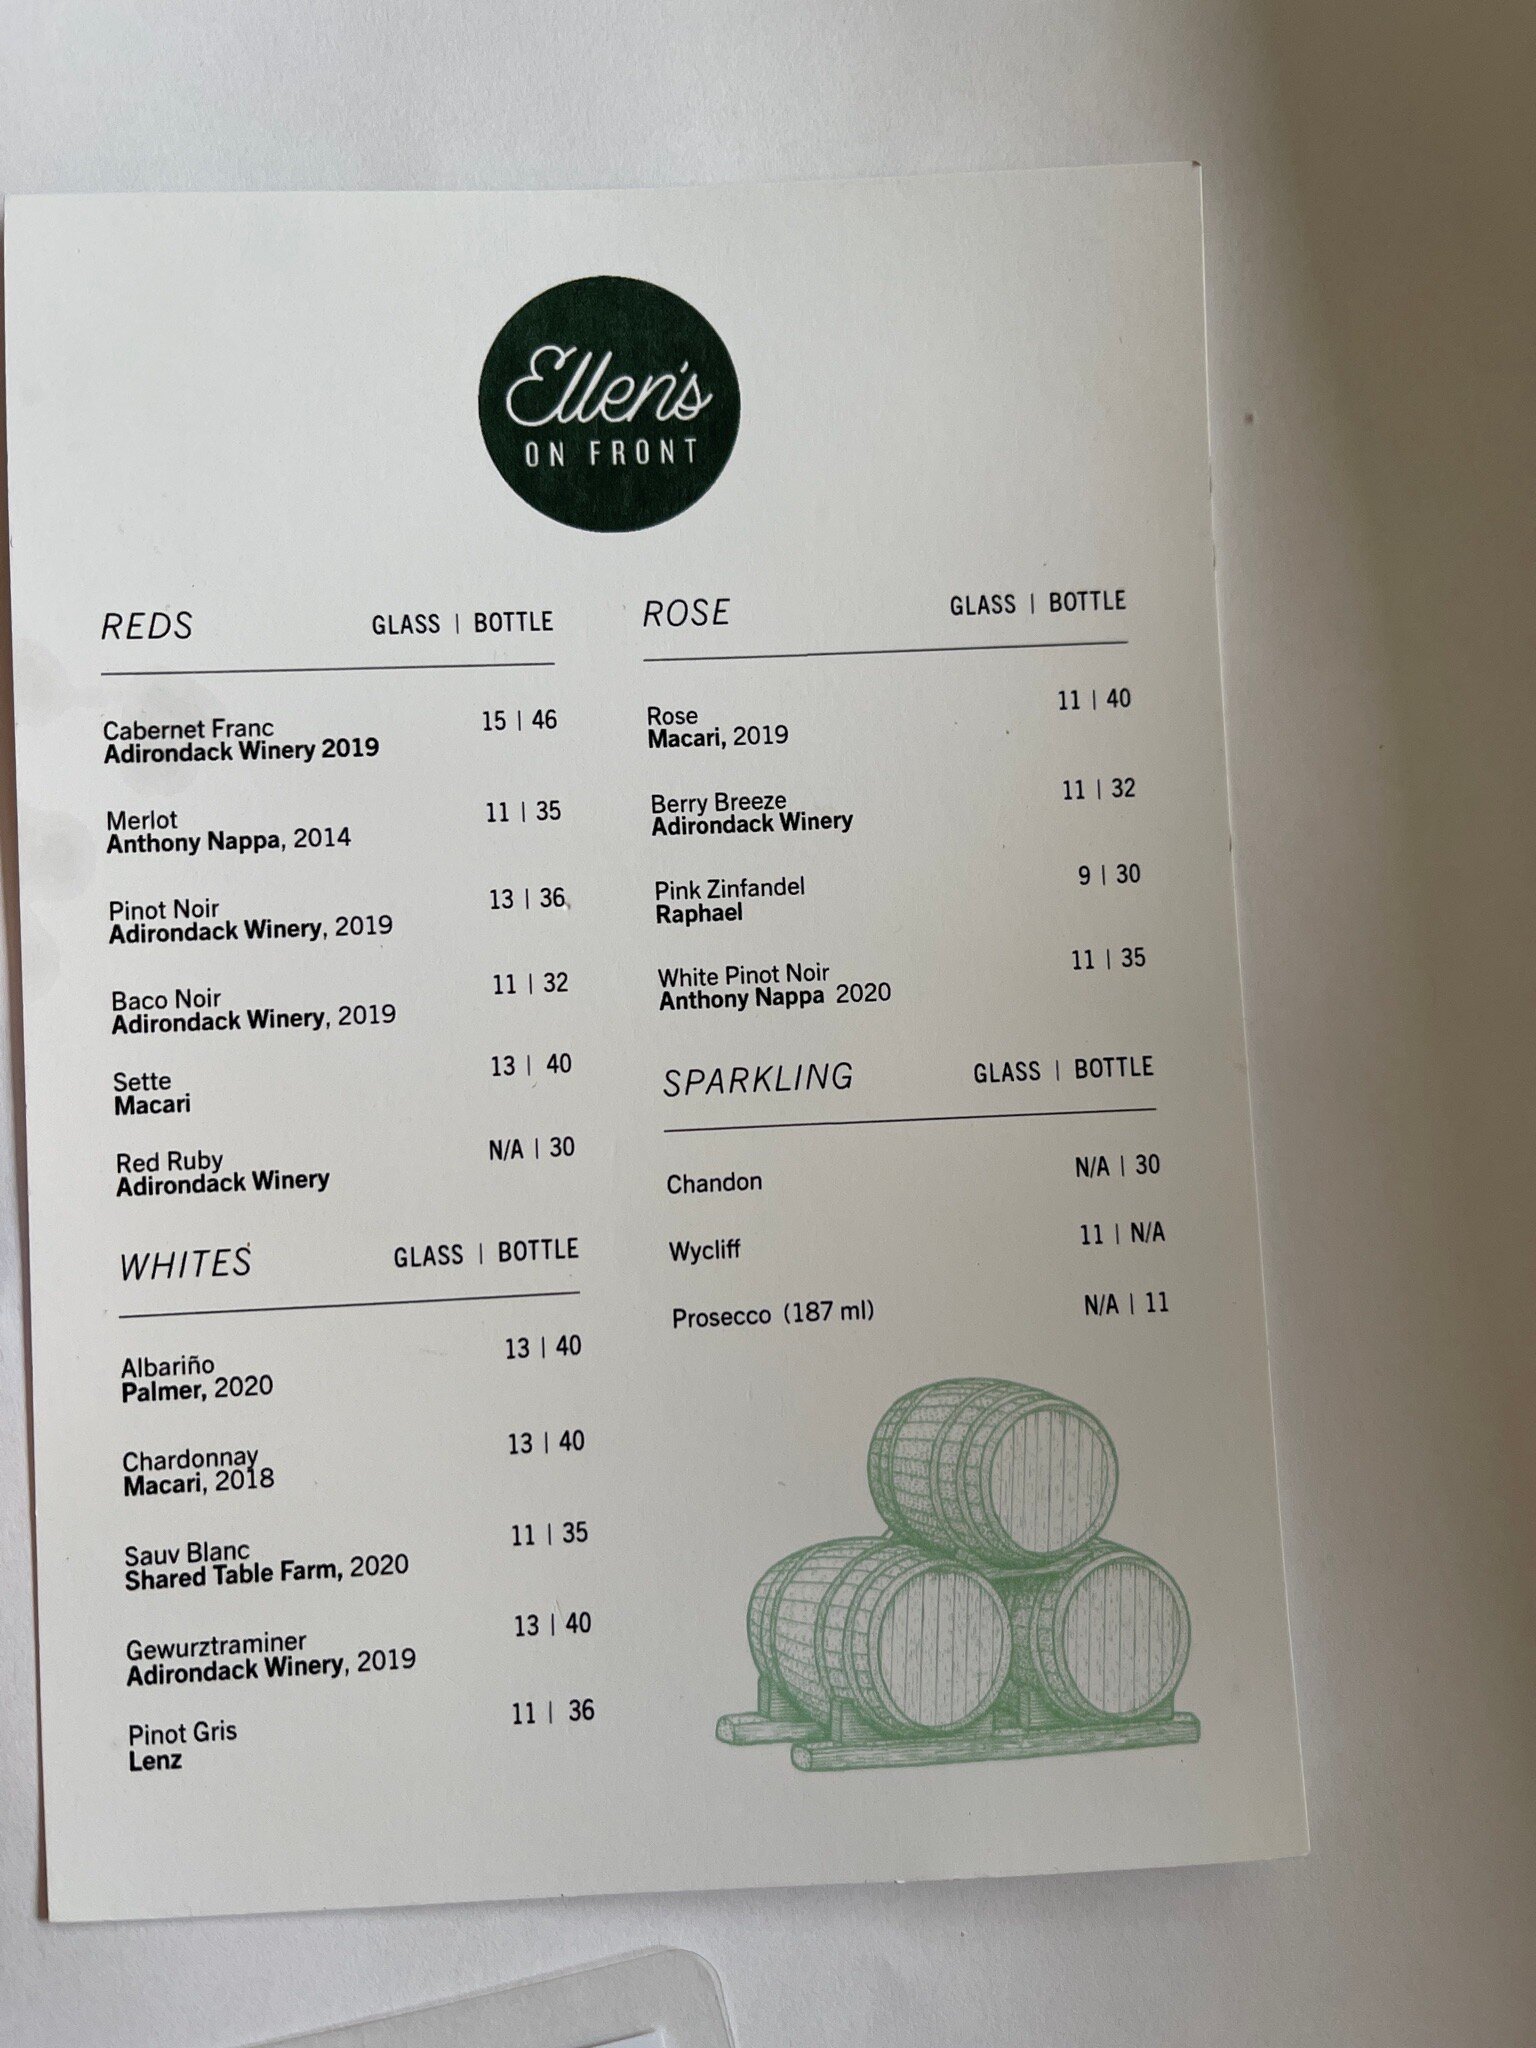 Ellen's
ON FRONT
REDS GLASS | BOTTLE
Cabernet Franc 15 | 46
Adirondack Winery 2019
Merlot 11 | 35
Anthony Nappa, 2014
Pinot Noir 13 | 36
Adirondack Winery, 2019
Baco Noir 11 | 32
Adirondack Winery, 2019
Sette 13 | 40
Macari
Red Ruby N/A | 30
Adirondack Winery
WHITES GLASS | BOTTLE
Albariño 13 | 40
Palmer, 2020
Chardonnay 13 | 40
Macari, 2018
Sauv Blanc 11 | 35
Shared Table Farm, 2020
Gewurztraminer 13 | 40
Adirondack Winery, 2019
Pinot Gris 11 | 36
Lenz
ROSE GLASS | BOTTLE
Rose 11 | 40
Macari, 2019
Berry Breeze 11 | 32
Adirondack Winery
Pink Zinfandel 9 | 30
Raphael
White Pinot Noir 11 | 35
Anthony Nappa 2020
SPARKLING GLASS | BOTTLE
Chandon N/A | 30
Wycliff 11 | N/A
Prosecco (187 ml) N/A | 11